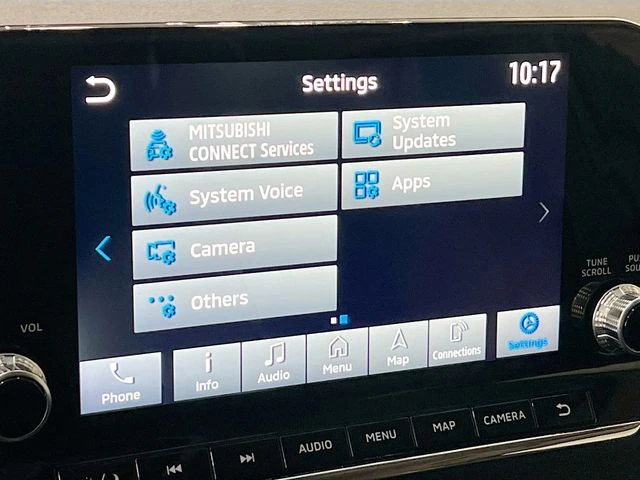 Settings
10:17
MITSUBISHI
CONNECT Services
System
Updates
System Voice
Apps
Camera
Others
TUNE
SCROLL
VOL
Phone
Info
Audio
Menu
Map
Connections
Settings
AUDIO
MENU
MAP
CAMERA